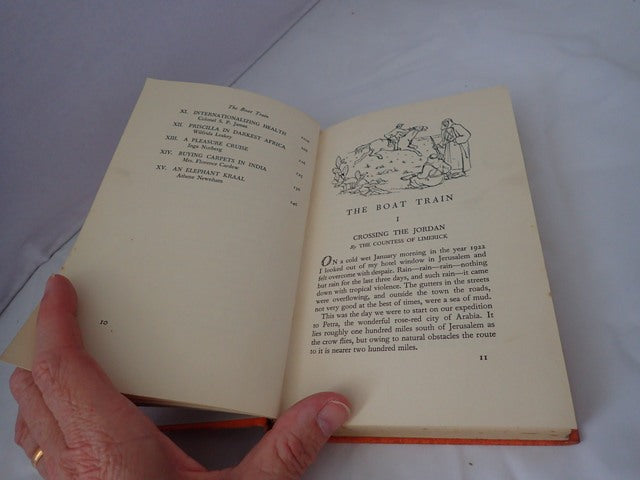 The Boat Train
XI. INTERNATIONALIZING HEALTH
Colonel S. P. James
XII. PRISCILLA IN DARKEST AFRICA
Wilfrida
XIII. A PLEASURE CRUISE
Inga Norberg
XIV. BUYING CARPETS IN INDIA
Mrs. Florence
XV. AN ELEPHANT KRAAL
Athene
10
THE BOAT TRAIN
I
CROSSING THE JORDAN
By THE COUNTESS OF LIMERICK
ON a cold wet January morning in the year 1922
I looked out of my hotel window in Jerusalem and
felt overcome with despair. Rain—rain—rain—nothing
but rain for the last three days, and such rain—it came
down with tropical violence. The gutters in the streets
were overflowing, and outside the town the roads,
not very good at the best of times, were a sea of mud.
This was the day we were to start on our expedition
to Petra, the wonderful rose-red city of Arabia. It
lies roughly one hundred miles south of Jerusalem as
the crow flies, but owing to natural obstacles the route
to it is nearer two hundred miles.
11